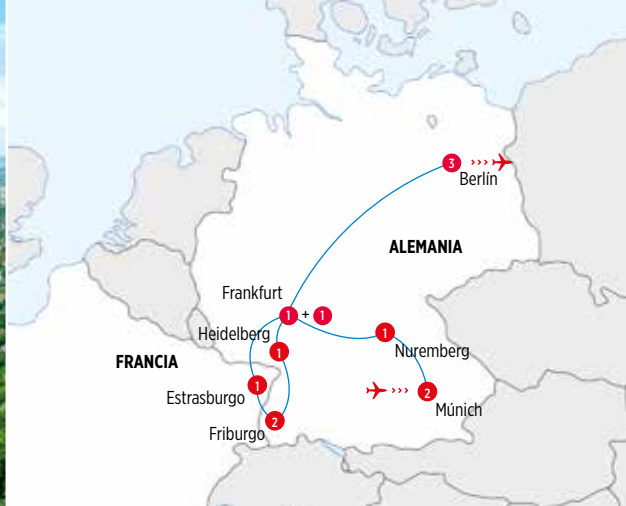 3
Berlín
ALEMANIA
Frankfurt
1 + 1
Heidelberg
1
1
Nuremberg
FRANCIA
1
Estrasburgo
2
Múnich
2
Friburgo